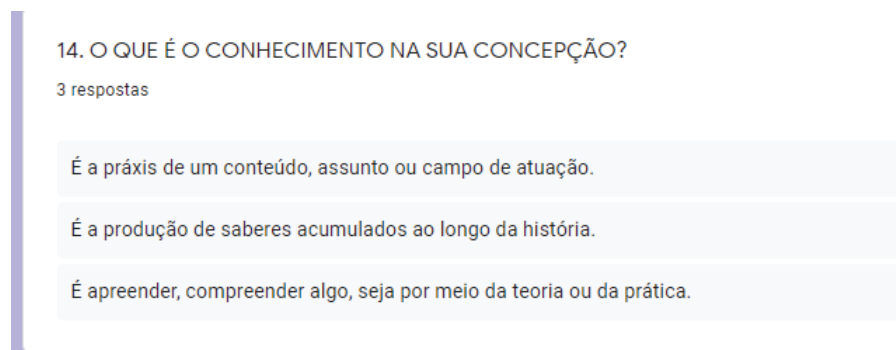 14. O QUE É O CONHECIMENTO NA SUA CONCEPÇÃO?
3 respostas
É a práxis de um conteúdo, assunto ou campo de atuação.
É a produção de saberes acumulados ao longo da história.
É apreender, compreender algo, seja por meio da teoria ou da prática.